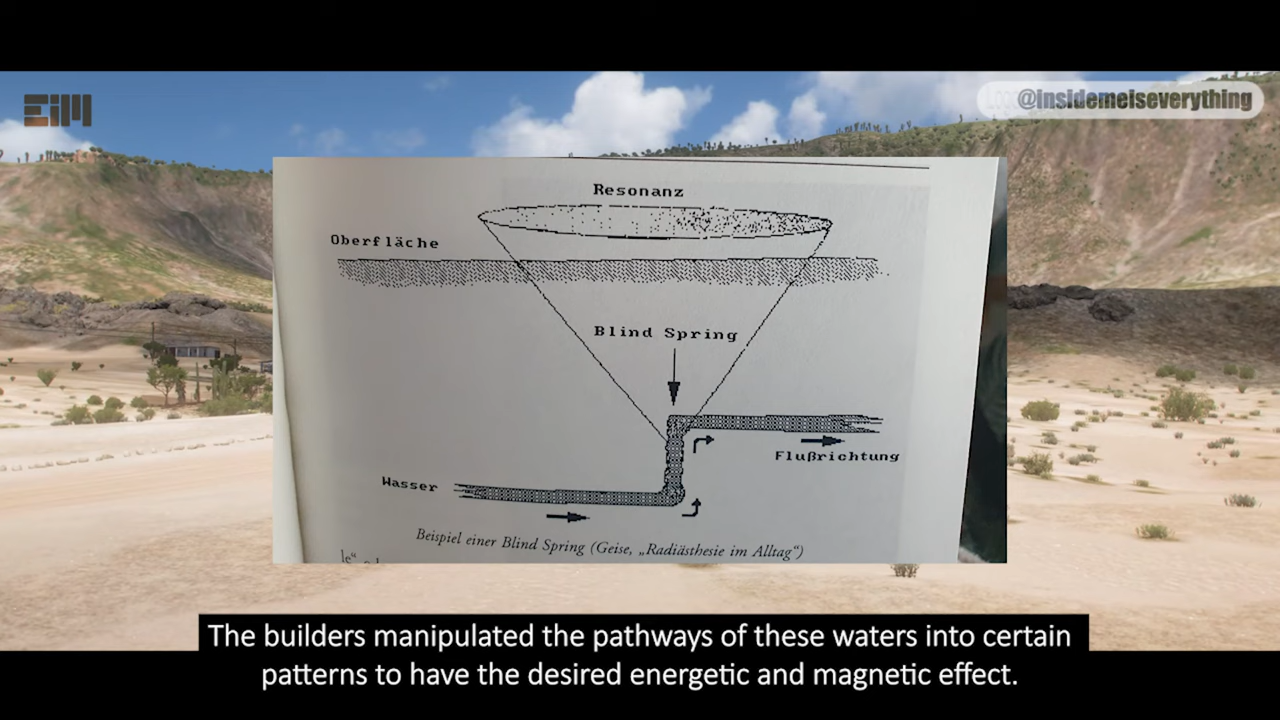 EiM
@insidemeiseverything
Resonanz
Oberfläche
Blind Spring
Flußrichtung
Wasser
Beispiel einer Blind Spring (Geise, „Radiästhesie im Alltag")
The builders manipulated the pathways of these waters into certain
patterns to have the desired energetic and magnetic effect.